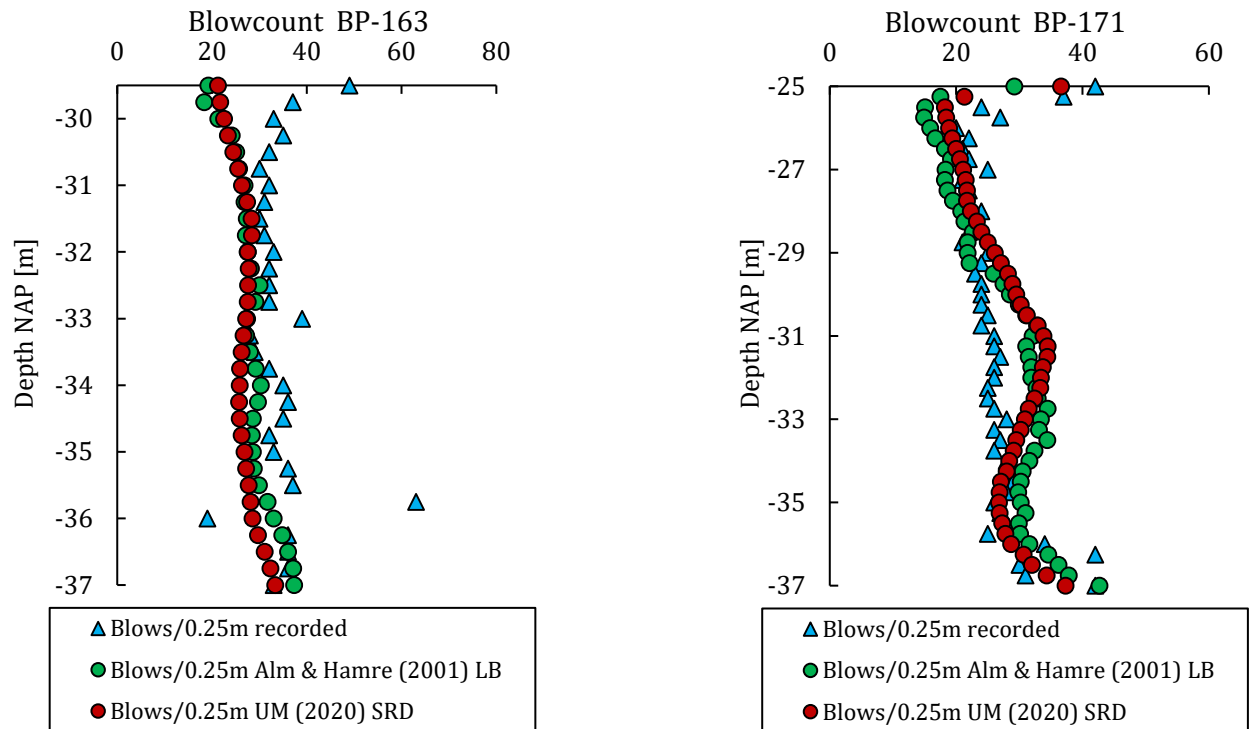 Blowcount BP-163
0 20 40 60 80
-30
-31
-32
-33
-34
-35
-36
-37
Depth NAP [m]
Blows/0.25m recorded
Blows/0.25m Alm & Hamre (2001) LB
Blows/0.25m UM (2020) SRD
Blowcount BP-171
0 20 40 60
-25
-27
-29
-31
-33
-35
-37
Depth NAP [m]
Blows/0.25m recorded
Blows/0.25m Alm & Hamre (2001) LB
Blows/0.25m UM (2020) SRD